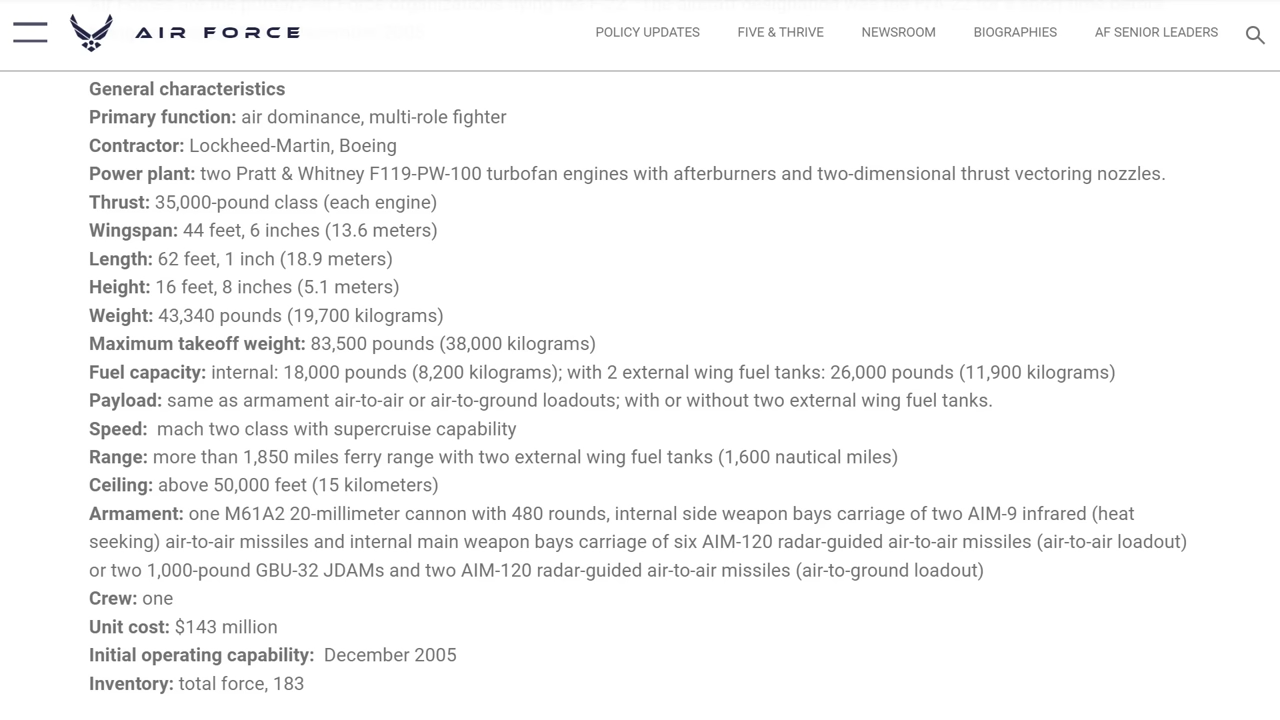 AIR FORCE
POLICY UPDATES FIVE & THRIVE NEWSROOM BIOGRAPHIES AF SENIOR LEADERS
General characteristics
Primary function: air dominance, multi-role fighter
Contractor: Lockheed-Martin, Boeing
Power plant: two Pratt & Whitney F119-PW-100 turbofan engines with afterburners and two-dimensional thrust vectoring nozzles.
Thrust: 35,000-pound class (each engine)
Wingspan: 44 feet, 6 inches (13.6 meters)
Length: 62 feet, 1 inch (18.9 meters)
Height: 16 feet, 8 inches (5.1 meters)
Weight: 43,340 pounds (19,700 kilograms)
Maximum takeoff weight: 83,500 pounds (38,000 kilograms)
Fuel capacity: internal: 18,000 pounds (8,200 kilograms); with 2 external wing fuel tanks: 26,000 pounds (11,900 kilograms)
Payload: same as armament air-to-air or air-to-ground loadouts; with or without two external wing fuel tanks.
Speed:  mach two class with supercruise capability
Range: more than 1,850 miles ferry range with two external wing fuel tanks (1,600 nautical miles)
Ceiling: above 50,000 feet (15 kilometers)
Armament: one M61A2 20-millimeter cannon with 480 rounds, internal side weapon bays carriage of two AIM-9 infrared (heat
seeking) air-to-air missiles and internal main weapon bays carriage of six AIM-120 radar-guided air-to-air missiles (air-to-air loadout)
or two 1,000-pound GBU-32 JDAMs and two AIM-120 radar-guided air-to-air missiles (air-to-ground loadout)
Crew: one
Unit cost: $143 million
Initial operating capability:  December 2005
Inventory: total force, 183